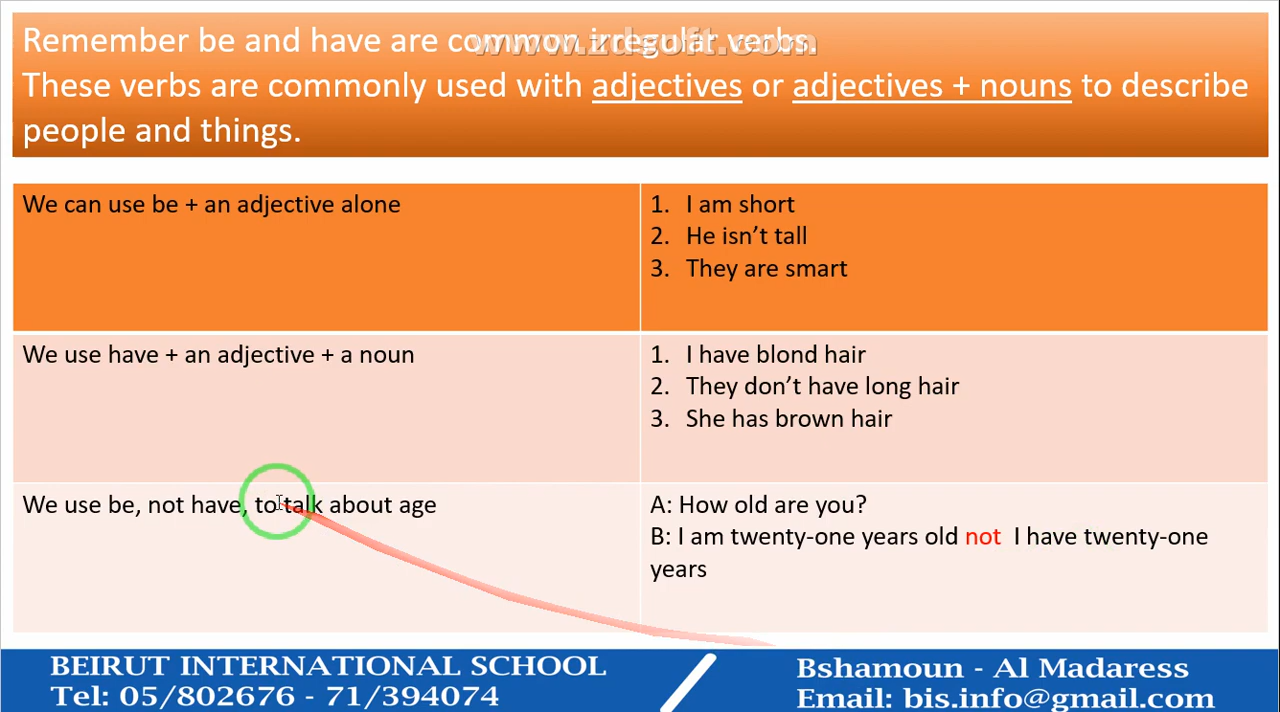 Remember be and have are common irregular verbs.
www.zdsoft.com
These verbs are commonly used with adjectives or adjectives + nouns to describe
people and things.
We can use be + an adjective alone
1. I am short
2. He isn’t tall
3. They are smart
We use have + an adjective + a noun
1. I have blond hair
2. They don’t have long hair
3. She has brown hair
We use be, not have, to talk about age
A: How old are you?
B: I am twenty-one years old not I have twenty-one
years
BEIRUT INTERNATIONAL SCHOOL
Tel: 05/802676 - 71/394074
Bshamoun - Al Madaress
Email: bis.info@gmail.com